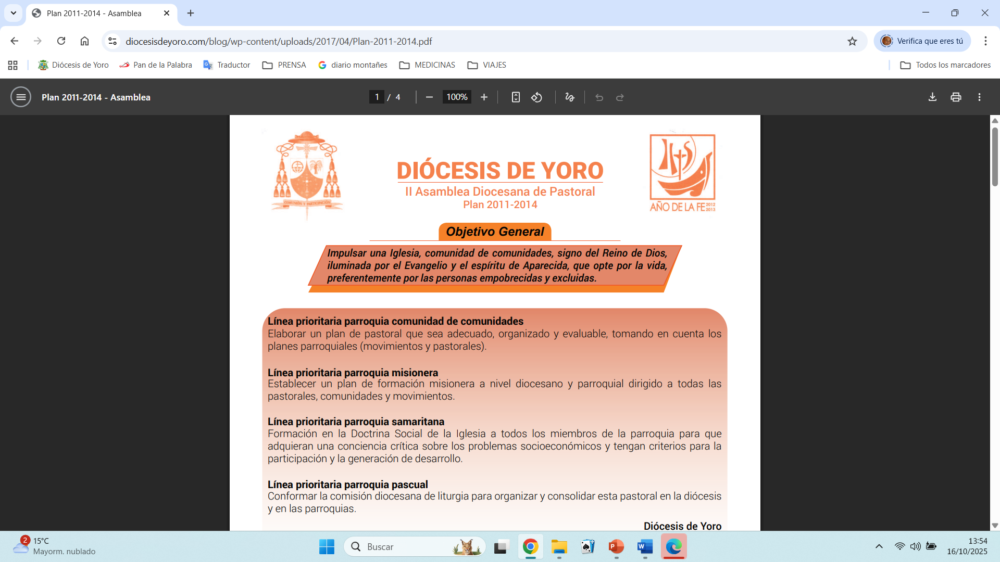 Plan 2011-2014 - Asamblea
diocesisdeyoro.com/blog/wp-content/uploads/2017/04/Plan-2011-2014.pdf
Verifica que eres tú
Diócesis de Yoro
Pan de la Palabra
Traductor
PRENSA
diario montañes
MEDICINAS
VIAJES
Todos los marcadores
Plan 2011-2014 - Asamblea
1 / 4
100%
DIÓCESIS DE YORO
II Asamblea Diocesana de Pastoral
Plan 2011-2014
COMUNIÓN Y PARTICIPACIÓN
AÑO DE LA FE 2012 2013
Objetivo General
Impulsar una Iglesia, comunidad de comunidades, signo del Reino de Dios,
iluminada por el Evangelio y el espíritu de Aparecida, que opte por la vida,
preferentemente por las personas empobrecidas y excluidas.
Línea prioritaria parroquia comunidad de comunidades
Elaborar un plan de pastoral que sea adecuado, organizado y evaluable, tomando en cuenta los
planes parroquiales (movimientos y pastorales).
Línea prioritaria parroquia misionera
Establecer un plan de formación misionera a nivel diocesano y parroquial dirigido a todas las
pastorales, comunidades y movimientos.
Línea prioritaria parroquia samaritana
Formación en la Doctrina Social de la Iglesia a todos los miembros de la parroquia para que
adquieran una conciencia crítica sobre los problemas socioeconómicos y tengan criterios para la
participación y la generación de desarrollo.
Línea prioritaria parroquia pascual
Conformar la comisión diocesana de liturgia para organizar y consolidar esta pastoral en la diócesis
y en las parroquias.
Diócesis de Yoro
2
15°C
Mayorm. nublado
Buscar
13:54
16/10/2025